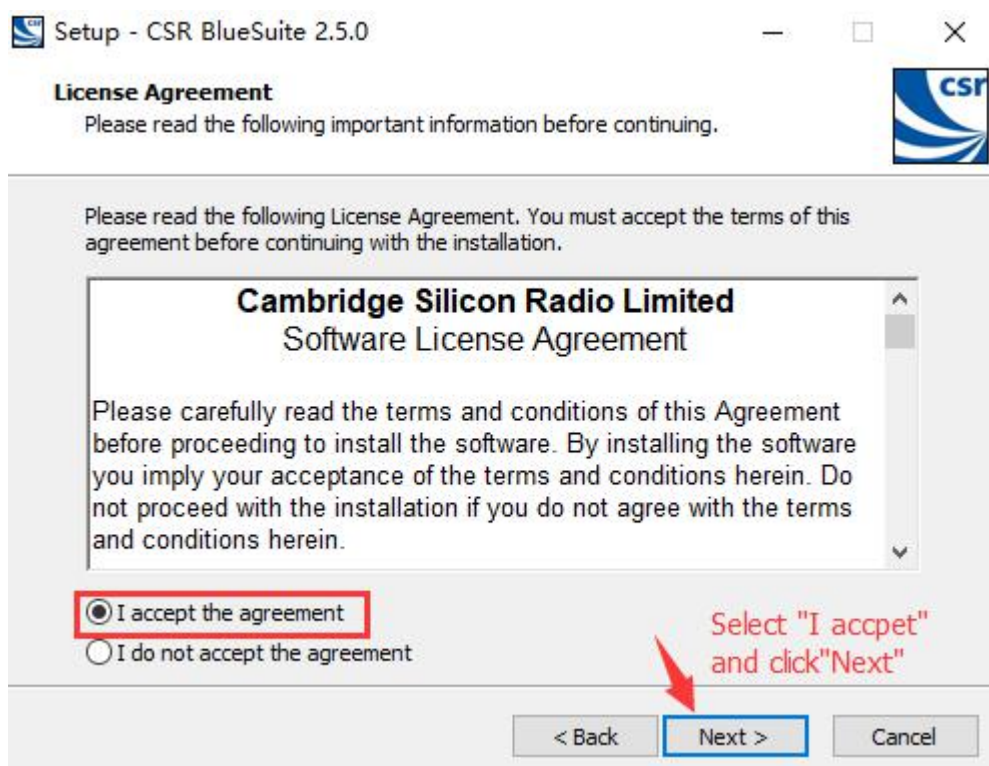 Setup - CSR BlueSuite 2.5.0
License Agreement
Please read the following important information before continuing.
csr
Please read the following License Agreement. You must accept the terms of this
agreement before continuing with the installation.
Cambridge Silicon Radio Limited
Software License Agreement
Please carefully read the terms and conditions of this Agreement
before proceeding to install the software. By installing the software
you imply your acceptance of the terms and conditions herein. Do
not proceed with the installation if you do not agree with the terms
and conditions herein.
I accept the agreement
I do not accept the agreement
Select "I accpet"
and click"Next"
< Back
Next >
Cancel